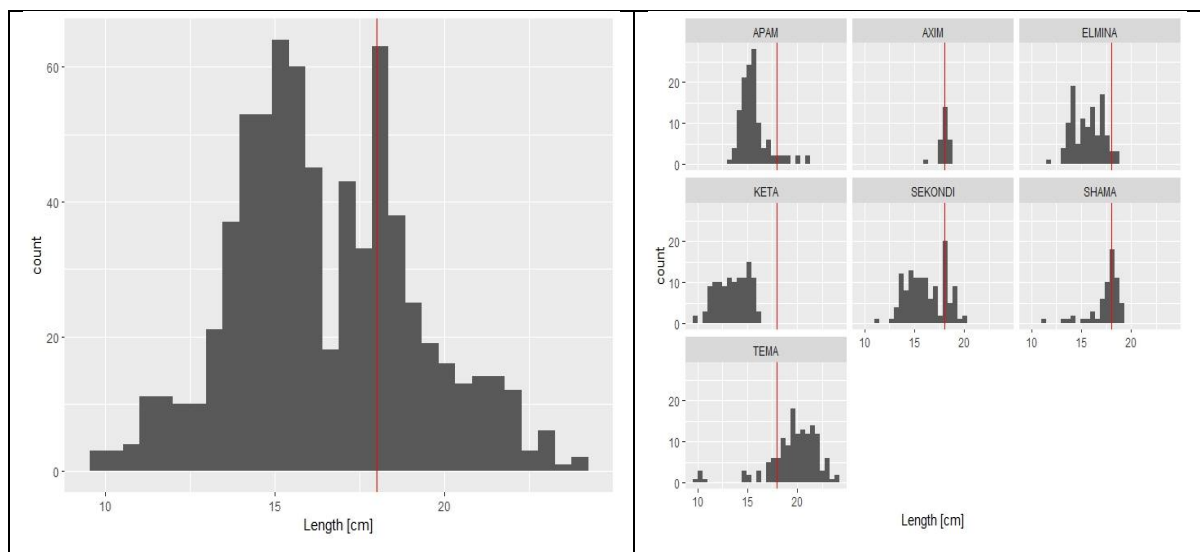 60
40
20
0
count
10 15 20
Length [cm]
APAM AXIM ELMINA
20
10
0
KETA SEKONDI SHAMA
count
20
10
0
10 15 20 10 15 20
TEMA
20
10
0
10 15 20
Length [cm]